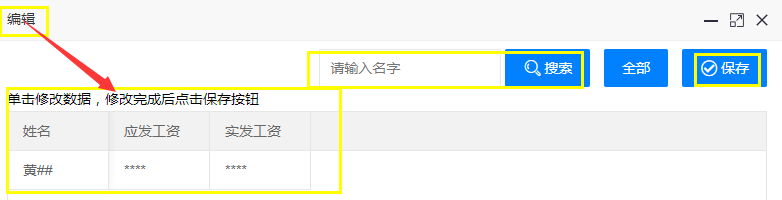 编辑
请输入名字 搜索 全部 保存
单击修改数据，修改完成后点击保存按钮
姓名 应发工资 实发工资
黄## **** ****